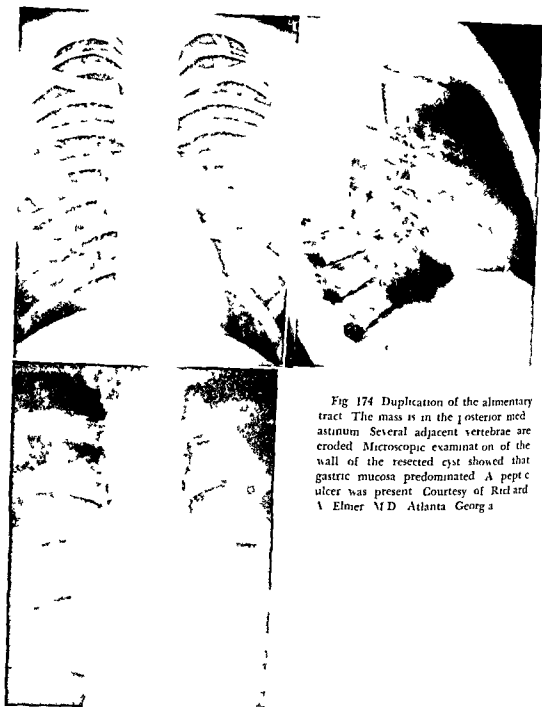 Fig 174 Duplication of the alimentary
tract The mass is in the posterior med
astinum Several adjacent vertebrae are
eroded Microscopic examination of the
wall of the resected cyst showed that
gastric mucosa predominated A peptic
ulcer was present Courtesy of Richard
Elmer M D Atlanta Georgia